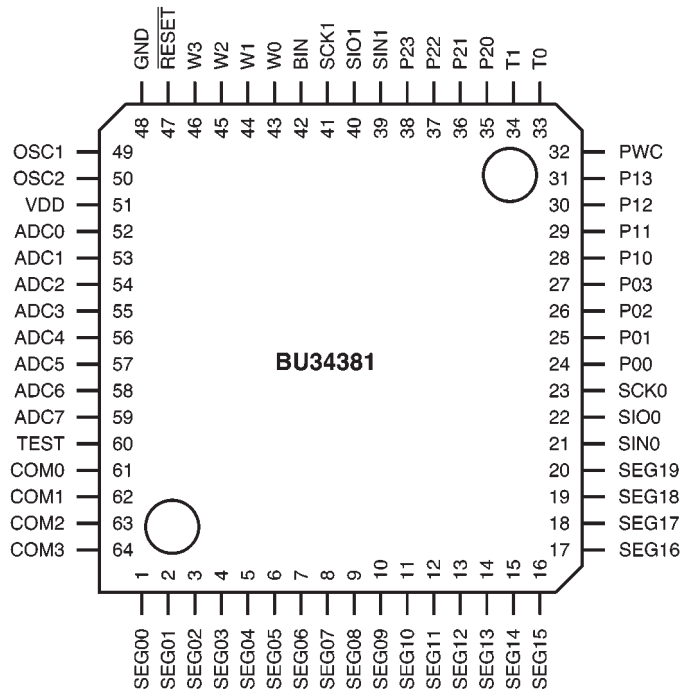 GND RESET W3 W2 W1 W0 BIN SCK1 SIO1 SIN1 P23 P22 P21 P20 T1 T0
48 47 46 45 44 43 42 41 40 39 38 37 36 35 34 33
OSC1 49 32 PWC
OSC2 50 31 P13
VDD 51 30 P12
ADC0 52 29 P11
ADC1 53 28 P10
ADC2 54 27 P03
ADC3 55 26 P02
ADC4 56 25 P01
ADC5 57 BU34381 24 P00
ADC6 58 23 SCK0
ADC7 59 22 SIO0
TEST 60 21 SIN0
COM0 61 20 SEG19
COM1 62 19 SEG18
COM2 63 18 SEG17
COM3 64 17 SEG16
1 2 3 4 5 6 7 8 9 10 11 12 13 14 15 16
SEG00 SEG01 SEG02 SEG03 SEG04 SEG05 SEG06 SEG07 SEG08 SEG09 SEG10 SEG11 SEG12 SEG13 SEG14 SEG15